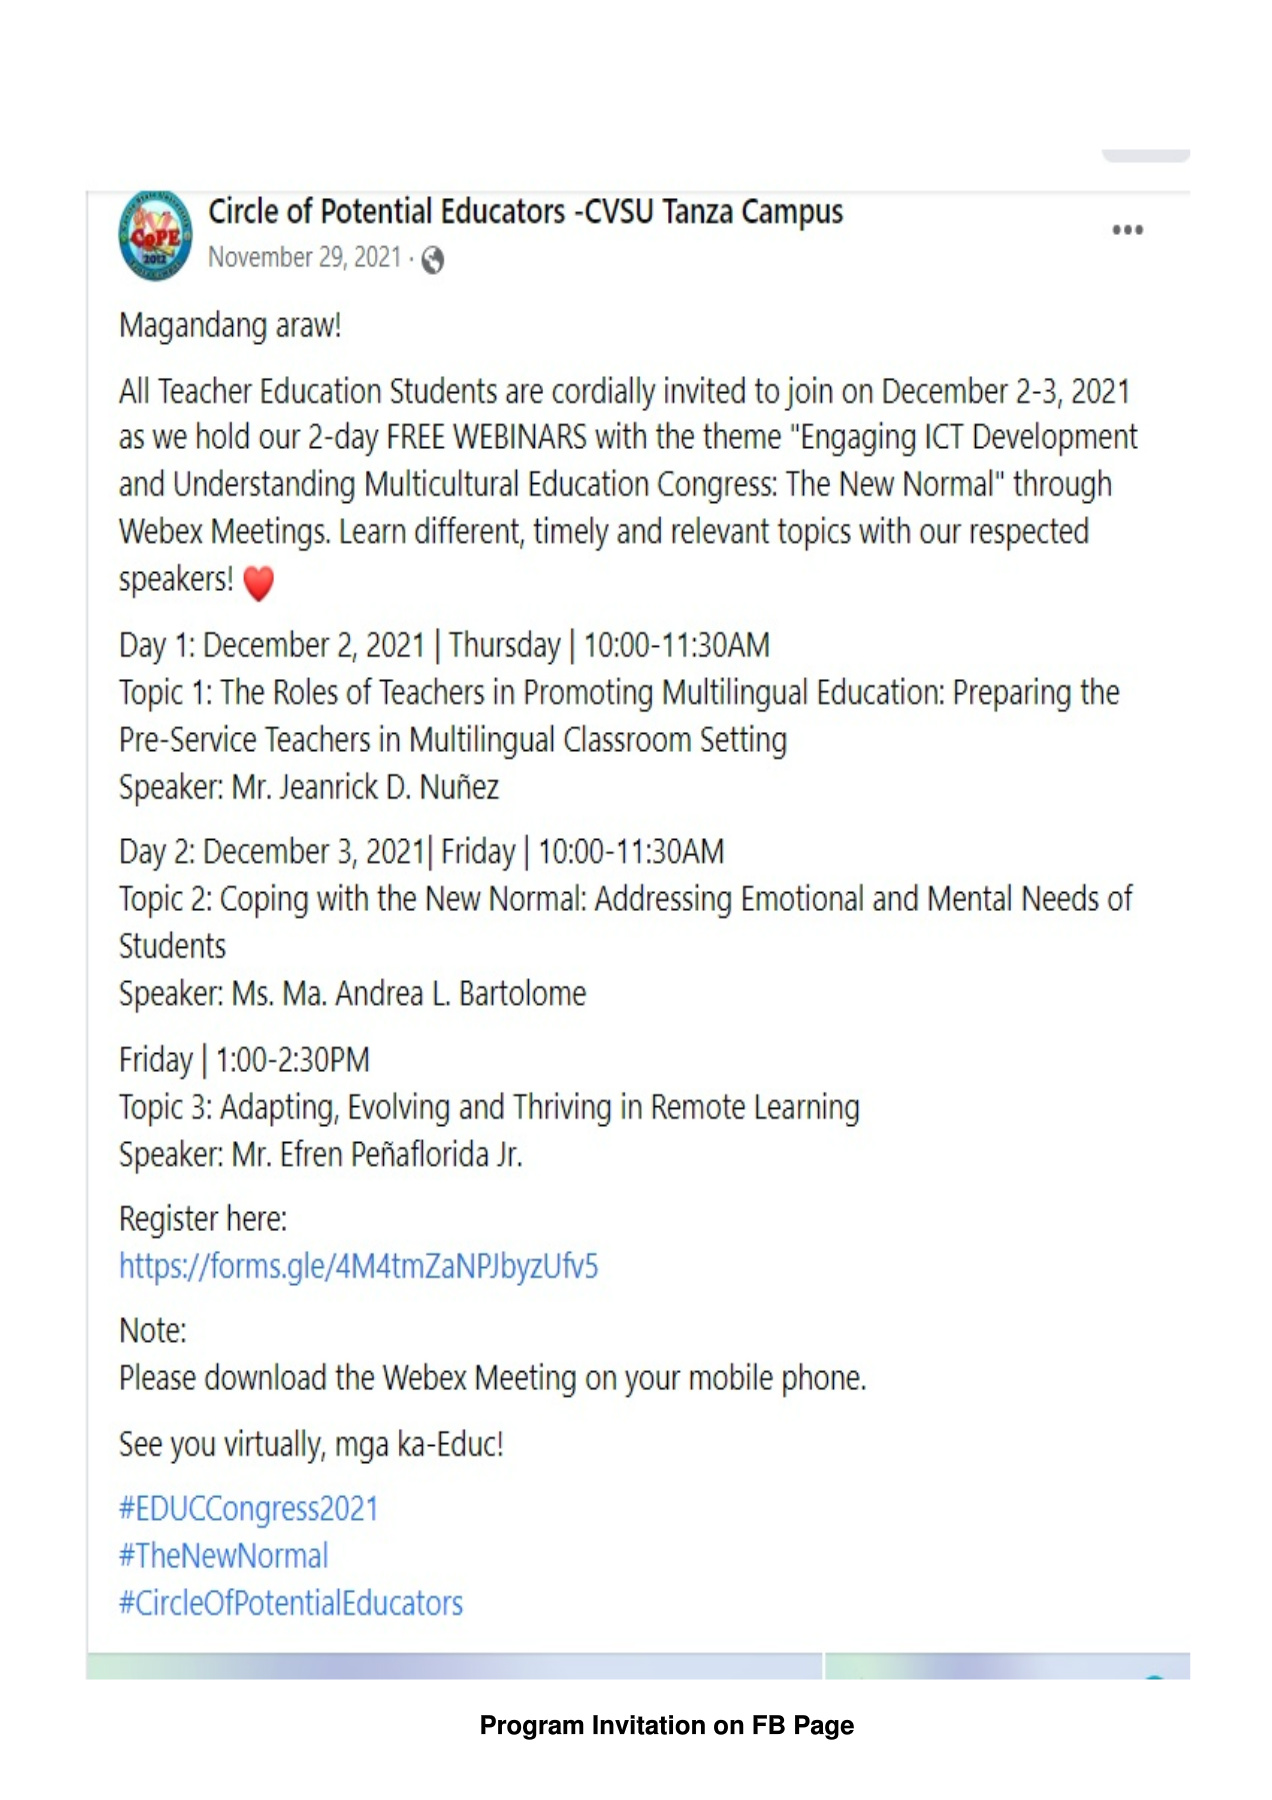 Circle of Potential Educators -CVSU Tanza Campus
CoPE
2012
November 29, 2021 ·
Magandang araw!
All Teacher Education Students are cordially invited to join on December 2-3, 2021
as we hold our 2-day FREE WEBINARS with the theme "Engaging ICT Development
and Understanding Multicultural Education Congress: The New Normal" through
Webex Meetings. Learn different, timely and relevant topics with our respected
speakers! ♥
Day 1: December 2, 2021 | Thursday | 10:00-11:30AM
Topic 1: The Roles of Teachers in Promoting Multilingual Education: Preparing the
Pre-Service Teachers in Multilingual Classroom Setting
Speaker: Mr. Jeanrick D. Nuñez
Day 2: December 3, 2021| Friday | 10:00-11:30AM
Topic 2: Coping with the New Normal: Addressing Emotional and Mental Needs of
Students
Speaker: Ms. Ma. Andrea L. Bartolome
Friday | 1:00-2:30PM
Topic 3: Adapting, Evolving and Thriving in Remote Learning
Speaker: Mr. Efren Peñaflorida Jr.
Register here:
https://forms.gle/4M4tmZaNPJbyzUfv5
Note:
Please download the Webex Meeting on your mobile phone.
See you virtually, mga ka-Educ!
#EDUCCongress2021
#TheNewNormal
#CircleOfPotentialEducators
Program Invitation on FB Page